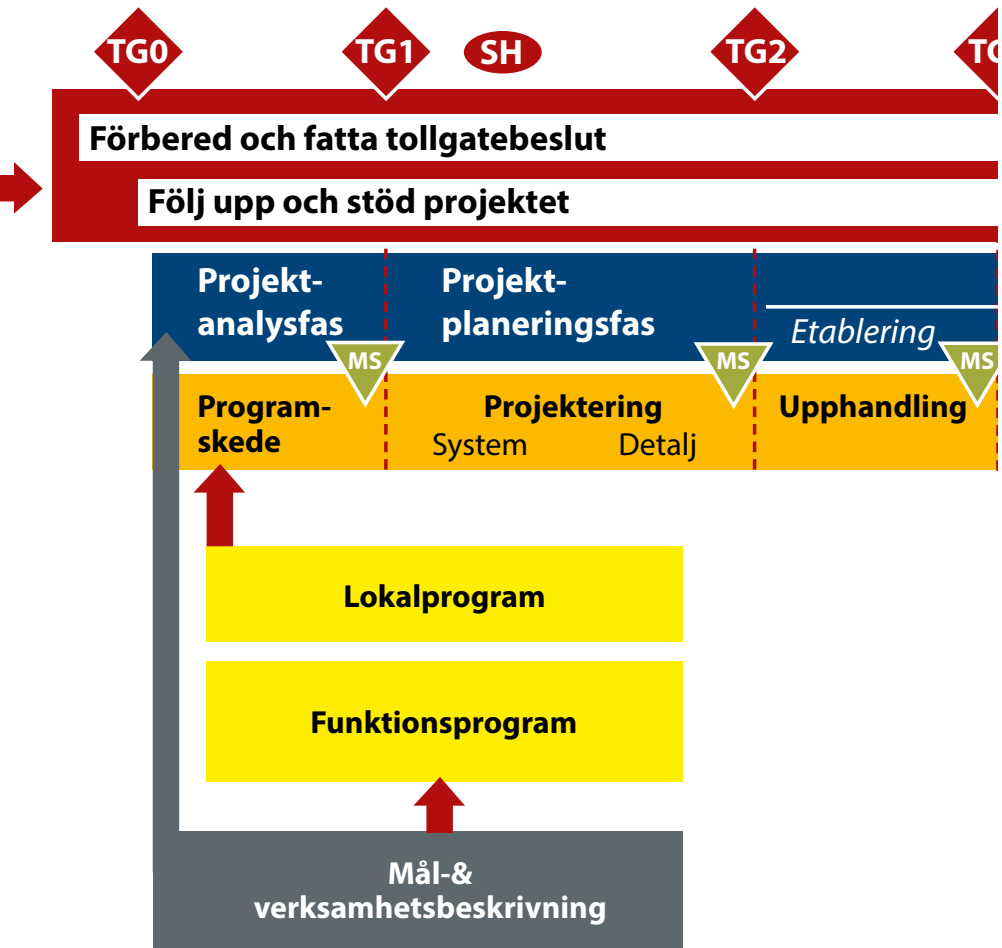 TG0
TG1
SH
TG2
Förbered och fatta tollgatebeslut
Följ upp och stöd projektet
Projekt-
analysfas
Projekt-
planeringsfas
Etablering
MS
MS
MS
Program-
skede
Projektering
System
Detalj
Upphandling
Lokalprogram
Funktionsprogram
Mål-&
verksamhetsbeskrivning